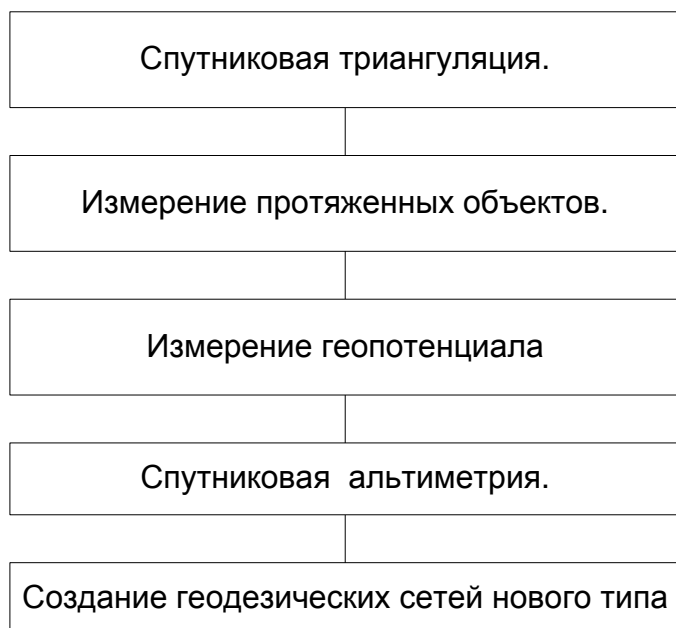 Спутниковая триангуляция.
Измерение протяженных объектов.
Измерение геопотенциала
Спутниковая альтиметрия.
Создание геодезических сетей нового типа